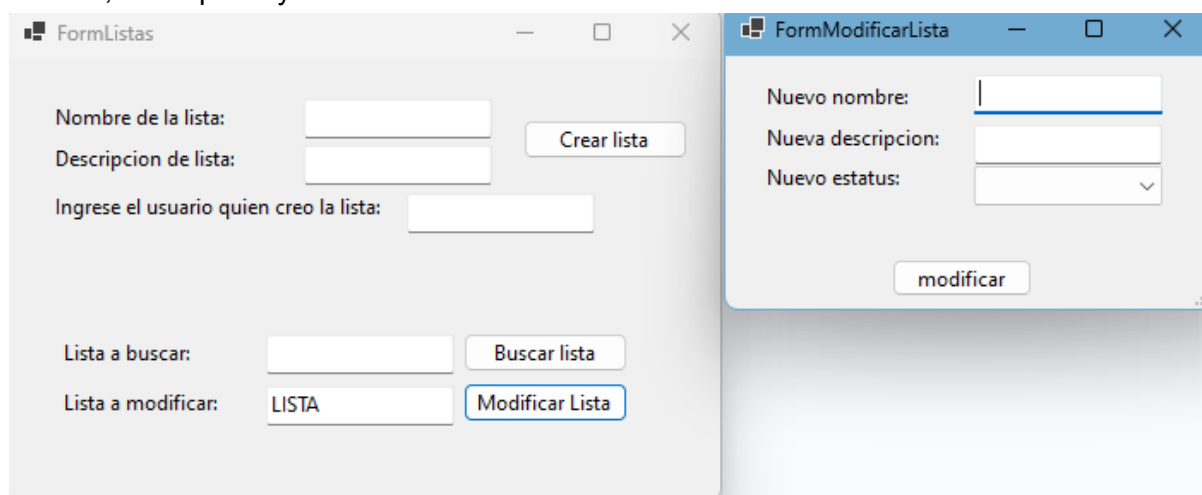 FormListas
Nombre de la lista:
Crear lista
Descripcion de lista:
Ingrese el usuario quien creo la lista:
Lista a buscar:
Buscar lista
Lista a modificar:
LISTA
Modificar Lista
FormModificarLista
Nuevo nombre:
Nueva descripcion:
Nuevo estatus:
modificar